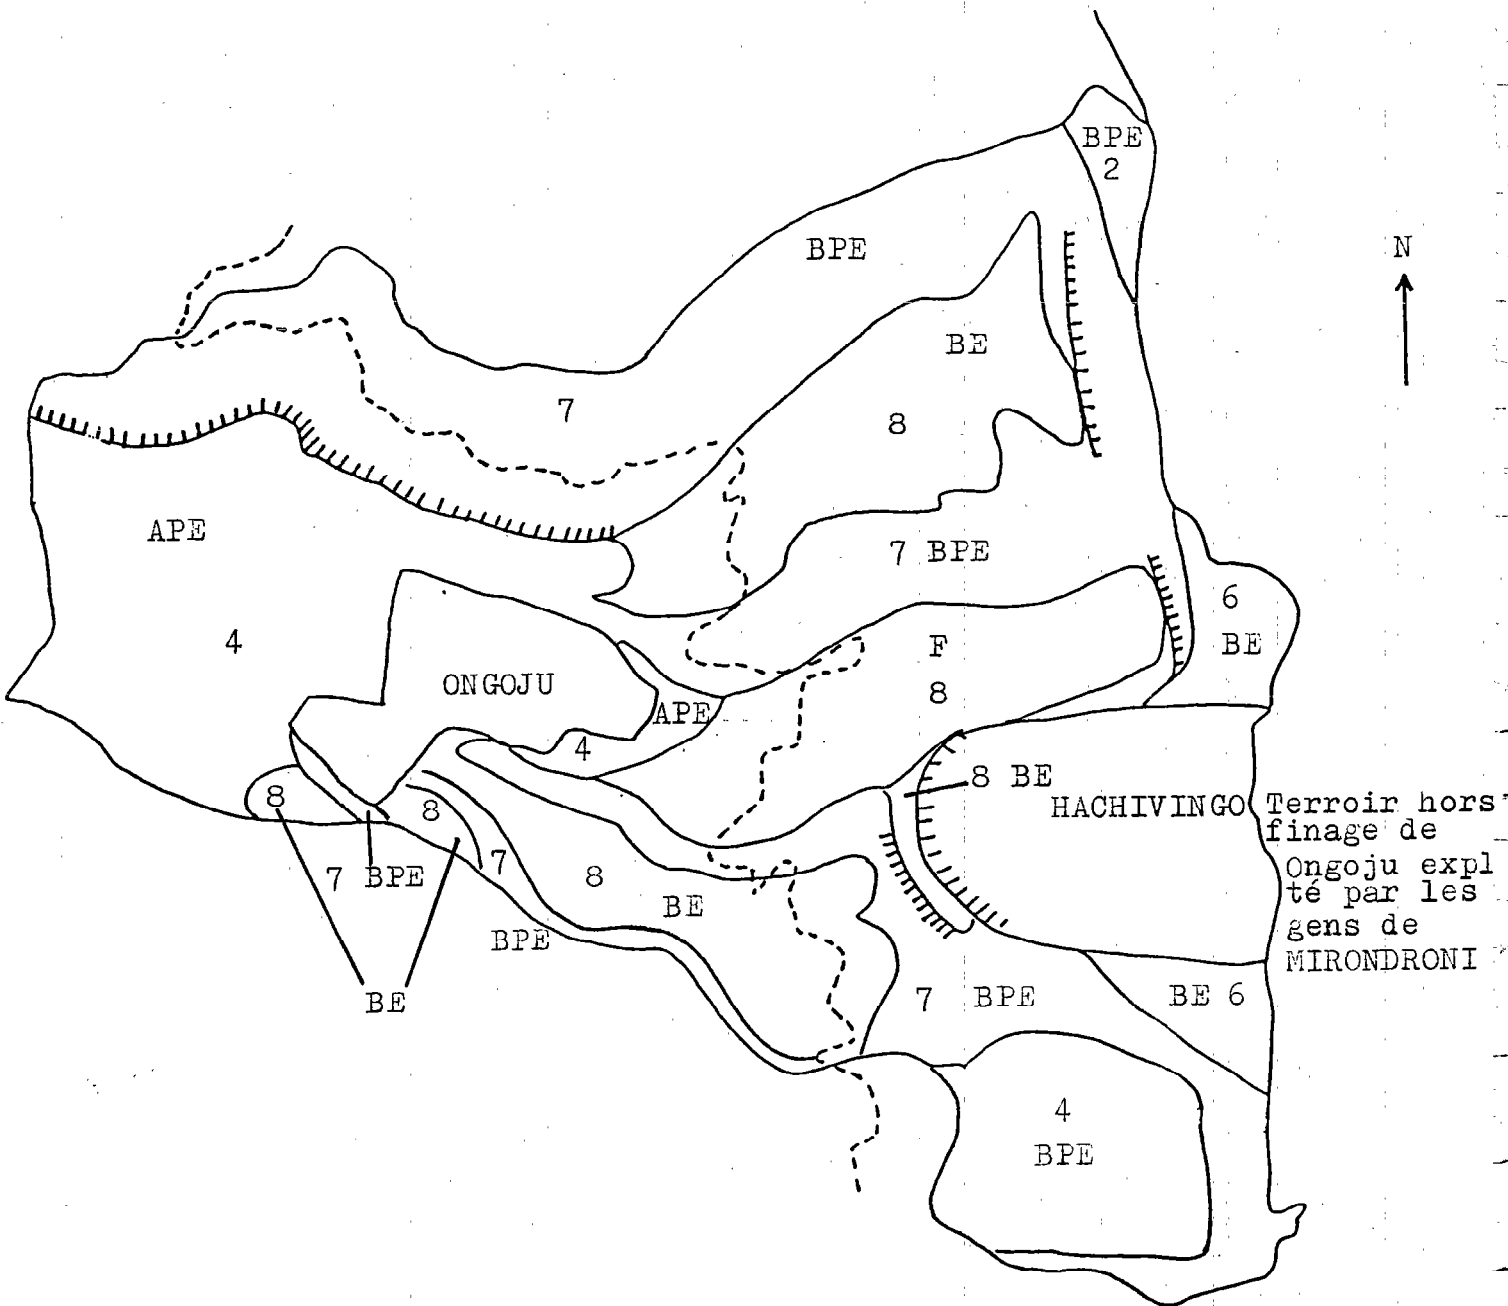 BPE
2
N
BPE
BE
7
8
APE
7 BPE
6
BE
4
F
8
ONGOJU
APE
4
8 BE
8
8
HACHIVINGO
Terroir hors
finage de
Ongoju expl
té par les
gens de
MIRONDRONI
7 BPE
7
8
BE
BPE
BE
7 BPE
BE 6
4
BPE